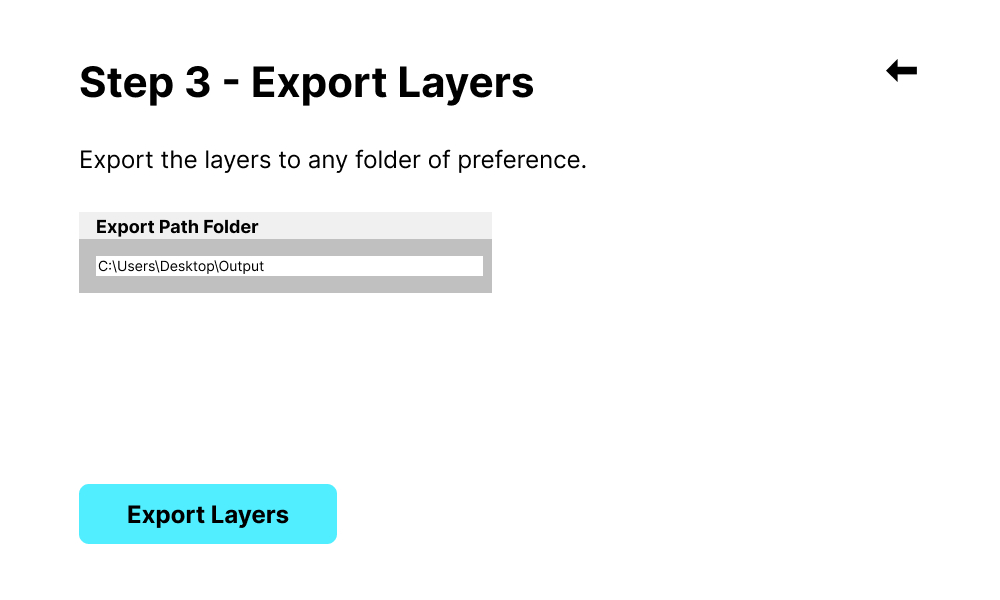 Step 3 - Export Layers
Export the layers to any folder of preference.
Export Path Folder
C:\Users\Desktop\Output
Export Layers